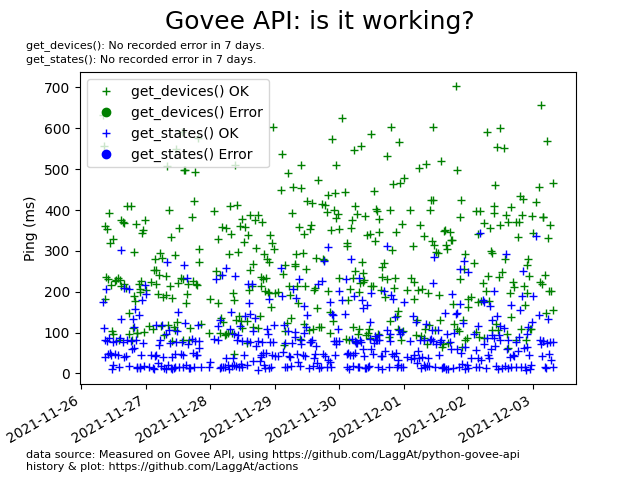 Govee API: is it working?
get_devices(): No recorded error in 7 days.
get_states(): No recorded error in 7 days.
get_devices() OK
get_devices() Error
get_states() OK
get_states() Error
Ping (ms)
700
600
500
400
300
200
100
0
2021-11-26
2021-11-27
2021-11-28
2021-11-29
2021-11-30
2021-12-01
2021-12-02
2021-12-03
data source: Measured on Govee API, using https://github.com/LaggAt/python-govee-api
history & plot: https://github.com/LaggAt/actions